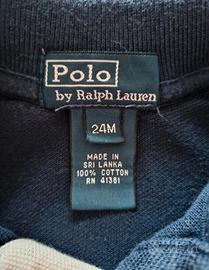 Polo
by Ralph Lauren
24M
MADE IN
SRI LANKA
100% COTTON
RN 41381